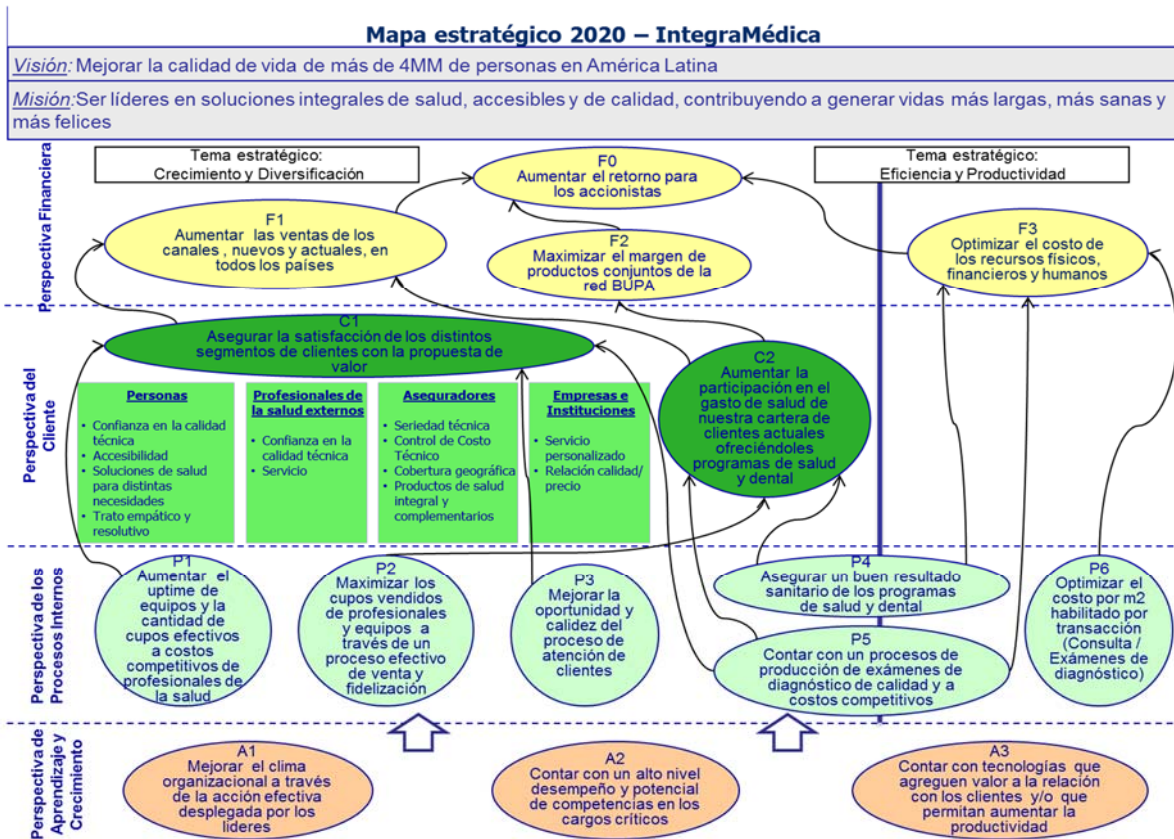 Mapa estratégico 2020 – IntegraMédica
Visión: Mejorar la calidad de vida de más de 4MM de personas en América Latina
Misión:Ser líderes en soluciones integrales de salud, accesibles y de calidad, contribuyendo a generar vidas más largas, más sanas y
más felices
Perspectiva Financiera
Tema estratégico:
Crecimiento y Diversificación
F0
Aumentar el retorno para
los accionistas
Tema estratégico:
Eficiencia y Productividad
F1
Aumentar las ventas de los
canales , nuevos y actuales, en
todos los países
F2
Maximizar el margen de
productos conjuntos de la
red BUPA
F3
Optimizar el costo de
los recursos físicos,
financieros y humanos
Perspectiva del
Cliente
C1
Asegurar la satisfacción de los distintos
segmentos de clientes con la propuesta de
valor
C2
Aumentar la
participación en el
gasto de salud de
nuestra cartera de
clientes actuales
ofreciéndoles
programas de salud
y dental
Personas
• Confianza en la calidad
técnica
• Accesibilidad
• Soluciones de salud
para distintas
necesidades
• Trato empático y
resolutivo
Profesionales de
la salud externos
• Confianza en la
calidad técnica
• Servicio
Aseguradores
• Seriedad técnica
• Control de Costo
Técnico
• Cobertura geográfica
• Productos de salud
integral y
complementarios
Empresas e
Instituciones
• Servicio
personalizado
• Relación calidad/
precio
Perspectiva de los
Procesos Internos
P1
Aumentar el
uptime de
equipos y la
cantidad de
cupos efectivos
a costos
competitivos de
profesionales de
la salud
P2
Maximizar los
cupos vendidos de
profesionales
y equipos a
través de un
proceso efectivo
de venta y
fidelización
P3
Mejorar la
oportunidad y
calidez del
proceso de
atención de
clientes
P4
Asegurar un buen resultado
sanitario de los programas
de salud y dental
P5
Contar con un procesos de
producción de exámenes de
diagnóstico de calidad y a
costos competitivos
P6
Optimizar el
costo por m2
habilitado por
transacción
(Consulta /
Exámenes de
diagnóstico)
Perspectiva de
Aprendizaje y
Crecimiento
A1
Mejorar el clima
organizacional a través
de la acción efectiva
desplegada por los
lideres
A2
Contar con un alto nivel
desempeño y potencial
de competencias en los
cargos críticos
A3
Contar con tecnologías que
agreguen valor a la relación
con los clientes y/o que
permitan aumentar la
productividad